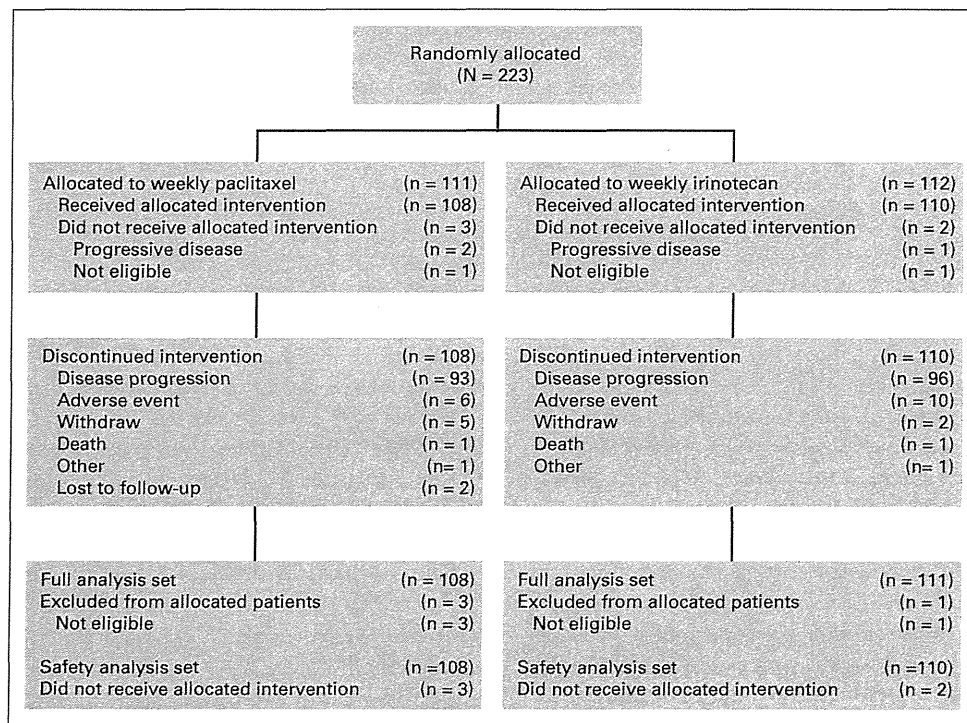 Randomly allocated
(N = 223)
Allocated to weekly paclitaxel (n = 111)
Received allocated intervention (n = 108)
Did not receive allocated intervention (n = 3)
Progressive disease (n = 2)
Not eligible (n = 1)
Allocated to weekly irinotecan (n = 112)
Received allocated intervention (n = 110)
Did not receive allocated intervention (n = 2)
Progressive disease (n = 1)
Not eligible (n = 1)
Discontinued intervention (n = 108)
Disease progression (n = 93)
Adverse event (n = 6)
Withdraw (n = 5)
Death (n = 1)
Other (n= 1)
Lost to follow-up (n = 2)
Discontinued intervention (n = 110)
Disease progression (n = 96)
Adverse event (n = 10)
Withdraw (n = 2)
Death (n = 1)
Other (n= 1)
Full analysis set (n = 108)
Excluded from allocated patients (n = 3)
Not eligible (n = 3)
Safety analysis set (n =108)
Did not receive allocated intervention (n = 3)
Full analysis set (n = 111)
Excluded from allocated patients (n = 1)
Not eligible (n = 1)
Safety analysis set (n =110)
Did not receive allocated intervention (n = 2)